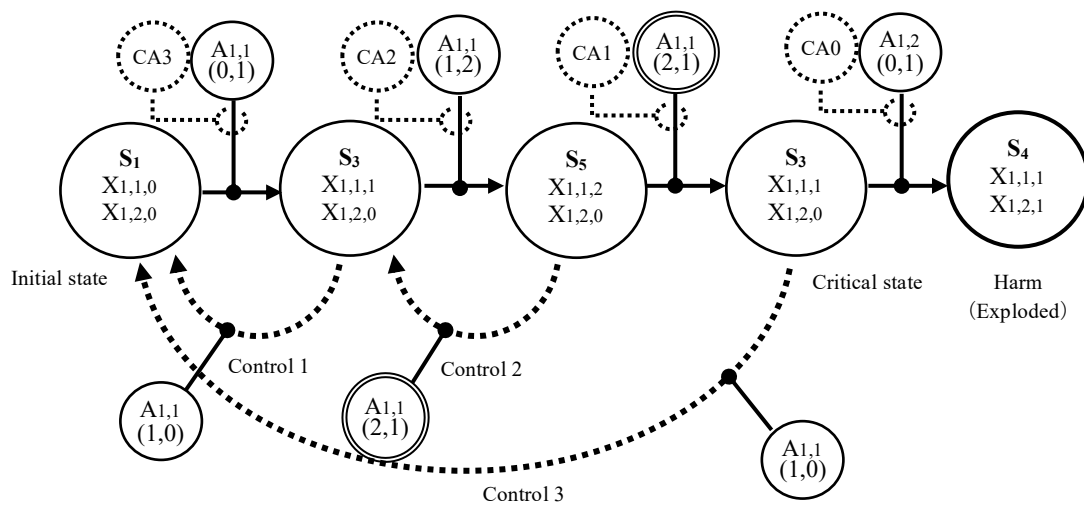 CA3
A1,1
(0,1)
CA2
A1,1
(1,2)
CA1
A1,1
(2,1)
CA0
A1,2
(0,1)
S1
X1,1,0
X1,2,0
S3
X1,1,1
X1,2,0
S5
X1,1,2
X1,2,0
S3
X1,1,1
X1,2,0
S4
X1,1,1
X1,2,1
Initial state
Critical state
Harm
(Exploded）
Control 1
Control 2
A1,1
(1,0)
A1,1
(2,1)
A1,1
(1,0)
Control 3